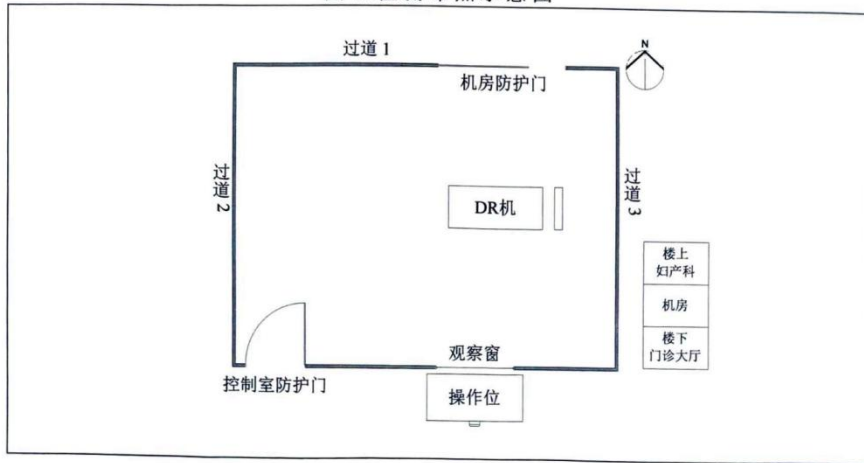 过道 1
N
机房防护门
过道 2
DR机
过道 3
楼上
妇产科
机房
楼下
门诊大厅
观察窗
控制室防护门
操作位